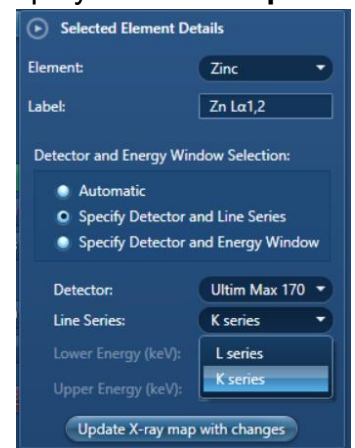 Selected Element Details
Element: Zinc
Label: Zn Lα1,2
Detector and Energy Window Selection:
Automatic
Specify Detector and Line Series
Specify Detector and Energy Window
Detector: Ultim Max 170
Line Series: K series
Lower Energy (keV): L series
K series
Upper Energy (keV):
Update X-ray map with changes